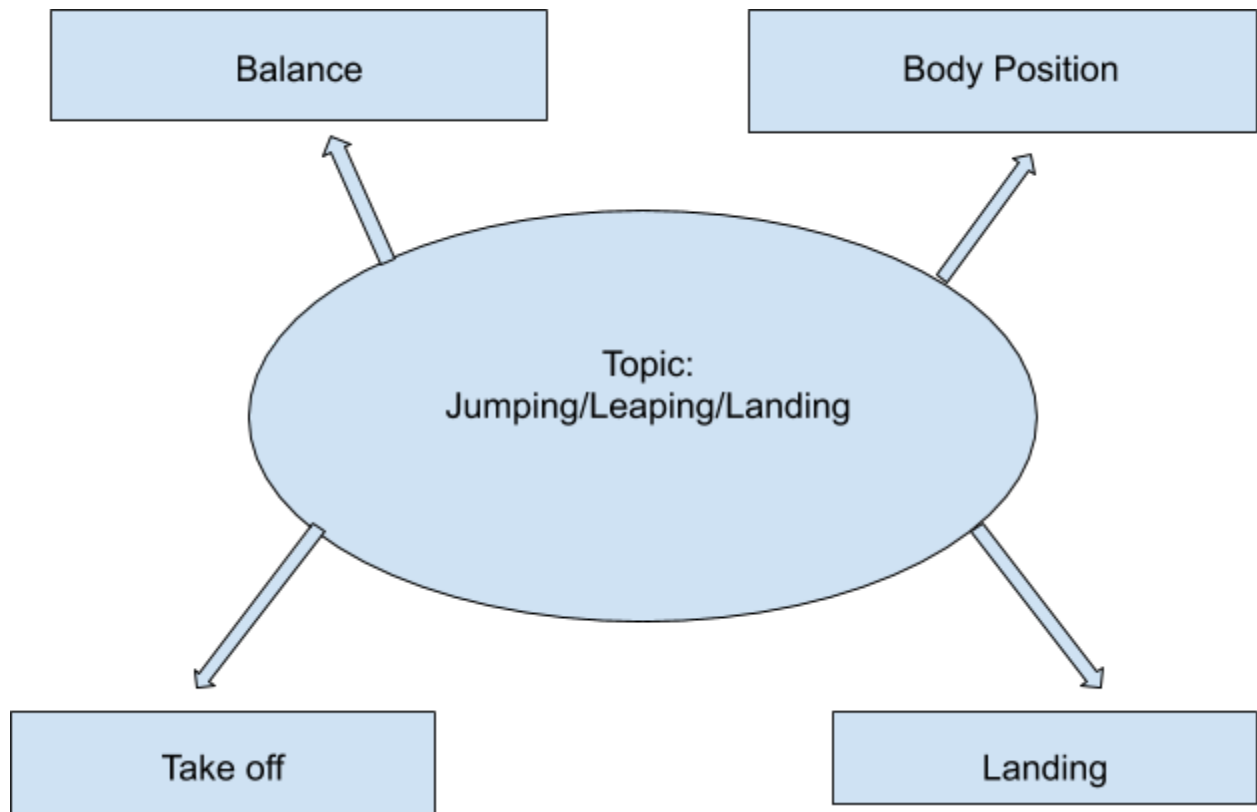 Balance
Body Position
Topic:
Jumping/Leaping/Landing
Take off
Landing